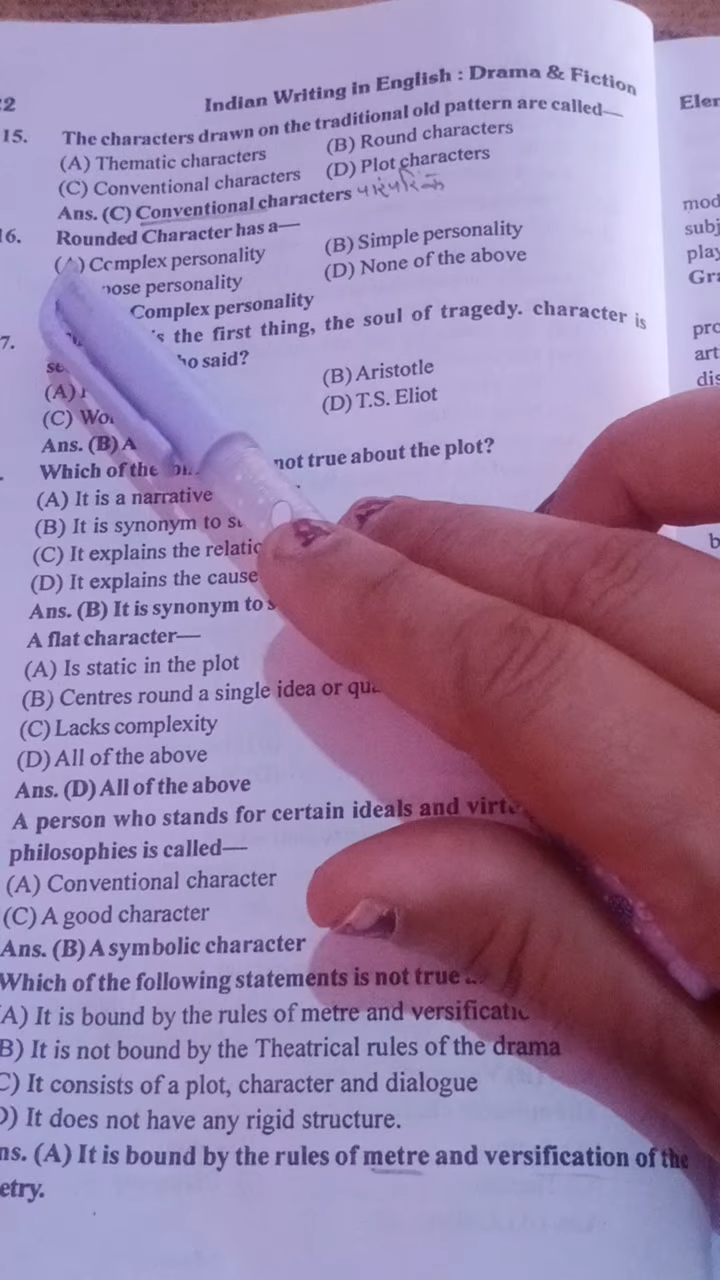 Indian Writing in English : Drama & Fiction
15. The characters drawn on the traditional old pattern are called—
(A) Thematic characters (B) Round characters
(C) Conventional characters (D) Plot characters
Ans. (C) Conventional characters
16. Rounded Character has a—
(A) Complex personality (B) Simple personality
pose personality (D) None of the above
Complex personality
7. is the first thing, the soul of tragedy. character is
said?
(A) (B) Aristotle
(C) (D) T.S. Eliot
Ans. (B) A
Which of the not true about the plot?
(A) It is a narrative
(B) It is synonym to
(C) It explains the
(D) It explains the cause
Ans. (B) It is synonym to
A flat character—
(A) Is static in the plot
(B) Centres round a single idea or
(C) Lacks complexity
(D) All of the above
Ans. (D) All of the above
A person who stands for certain ideals and
philosophies is called—
(A) Conventional character
(C) A good character
Ans. (B) A symbolic character
Which of the following statements is not true
A) It is bound by the rules of metre and
B) It is not bound by the Theatrical rules of the drama
C) It consists of a plot, character and dialogue
D) It does not have any rigid structure.
ns. (A) It is bound by the rules of metre and versification of the
etry.
Eler
mod
subj
play
Gra
pro
art
dis
b